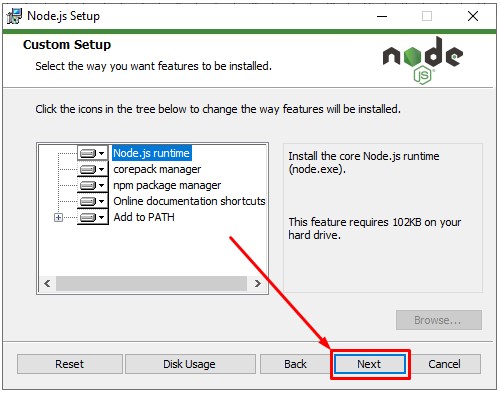 Node.js Setup
Custom Setup
Select the way you want features to be installed.
node
JS
Click the icons in the tree below to change the way features will be installed.
Node.js runtime
corepack manager
npm package manager
Online documentation shortcuts
Add to PATH
Install the core Node.js runtime
(node.exe).
This feature requires 102KB on your
hard drive.
Browse...
Reset
Disk Usage
Back
Next
Cancel